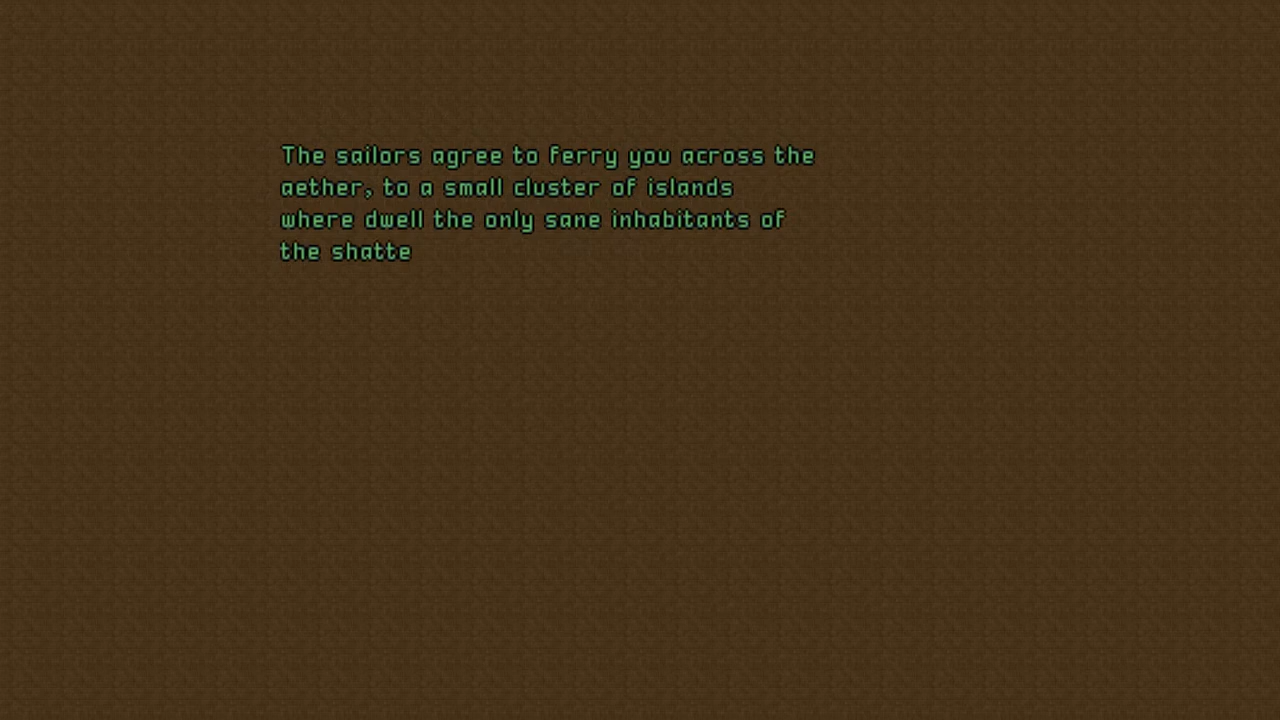 The sailors agree to ferry you across the
aether, to a small cluster of islands
where dwell the only sane inhabitants of
the shatte